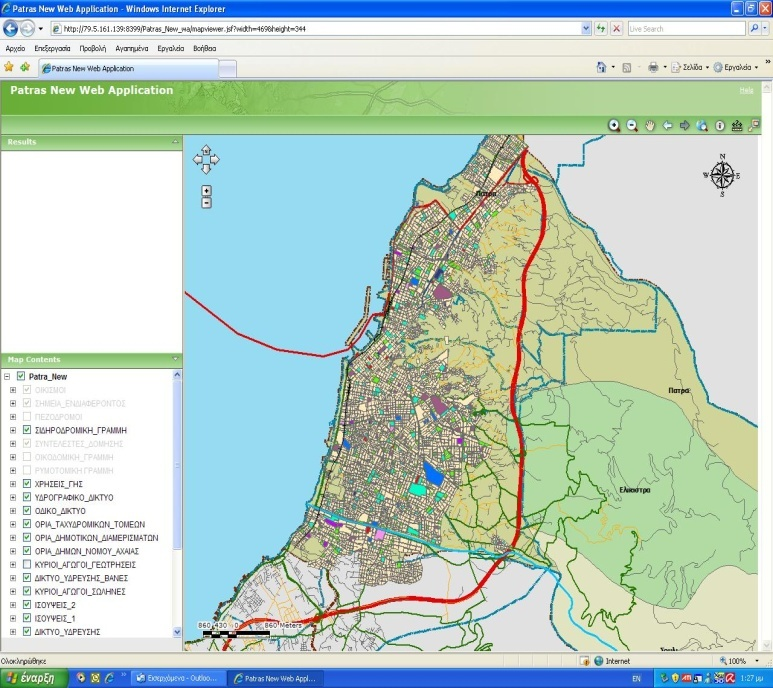 Patras New Web Application - Windows Internet Explorer
http://79.5.161.139:8399/Patras_New_wa/mapviewer.jsf?width=469&height=344
Live Search
Αρχείο Επεξεργασία Προβολή Αγαπημένα Εργαλεία Βοήθεια
Patras New Web Application
Σελίδα Εργαλεία
Patras New Web Application
Help
Results
Map Contents
Patra_New
ΟΙΚΙΣΜΟΙ
ΣΗΜΕΙΑ_ΕΝΔΙΑΦΕΡΟΝΤΟΣ
ΠΕΖΟΔΡΟΜΟΙ
ΣΙΔΗΡΟΔΡΟΜΙΚΗ_ΓΡΑΜΜΗ
ΣΥΝΤΕΛΕΣΤΕΣ_ΔΟΜΗΣΗΣ
ΟΙΚΟΔΟΜΙΚΗ_ΓΡΑΜΜΗ
ΡΥΜΟΤΟΜΙΚΗ ΓΡΑΜΜΗ
ΧΡΗΣΕΙΣ_ΓΗΣ
ΥΔΡΟΓΡΑΦΙΚΟ_ΔΙΚΤΥΟ
ΟΔΙΚΟ_ΔΙΚΤΥΟ
ΟΡΙΑ_ΤΑΧΥΔΡΟΜΙΚΩΝ_ΤΟΜΕΩΝ
ΟΡΙΑ_ΔΗΜΟΤΙΚΩΝ_ΔΙΑΜΕΡΙΣΜΑΤΩΝ
ΟΡΙΑ_ΔΗΜΩΝ_ΝΟΜΟΥ_ΑΧΑΙΑΣ
ΚΥΡΙΟΙ_ΑΓΩΓΟΙ_ΓΕΩΤΡΗΣΕΙΣ
ΔΙΚΤΥΟ_ΥΔΡΕΥΣΗΣ_ΒΑΝΕΣ
ΚΥΡΙΟΙ_ΑΓΩΓΟΙ_ΣΩΛΗΝΕΣ
ΙΣΟΥΨΕΙΣ_2
ΙΣΟΥΨΕΙΣ_1
ΔΙΚΤΥΟ_ΥΔΡΕΥΣΗΣ
N
W E
S
Πάτρα
860 430 0 860 Meters
Ολοκληρώθηκε
Internet
100%
έναρξη
Εισερχόμενα - Outloo...
Patras New Web Appl...
EN
1:27 μμ